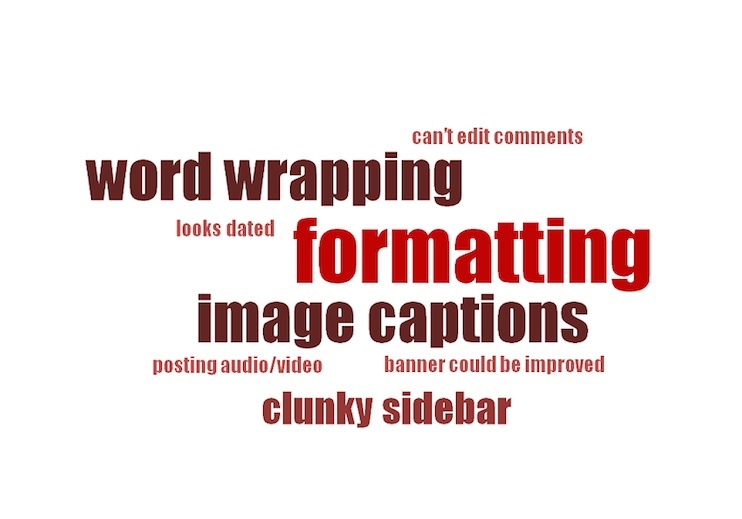 can't edit comments
word wrapping
looks dated
formatting
image captions
posting audio/video
banner could be improved
clunky sidebar